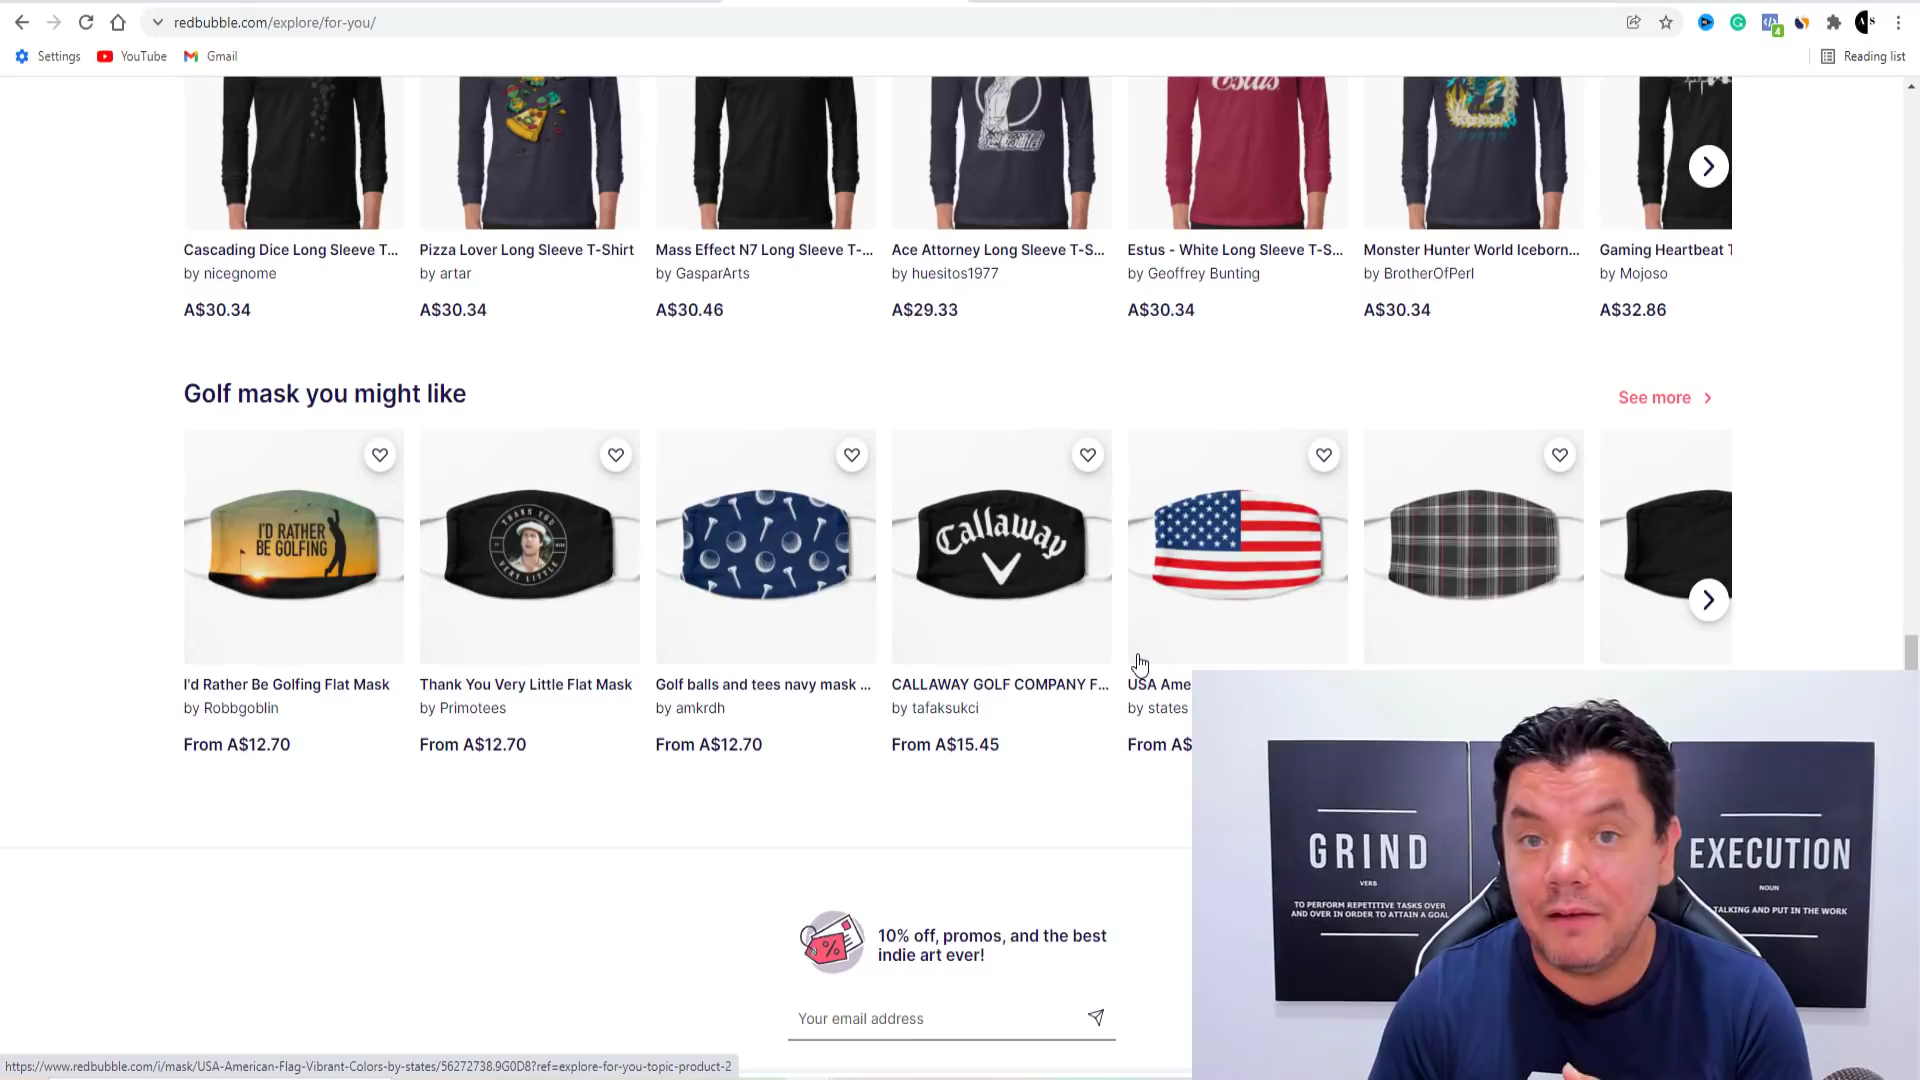 redbubble.com/explore/for-you/
4
Settings YouTube Gmail Reading list
Estus
Cascading Dice Long Sleeve T... Pizza Lover Long Sleeve T-Shirt Mass Effect N7 Long Sleeve T-... Ace Attorney Long Sleeve T-S... Estus - White Long Sleeve T-S... Monster Hunter World Iceborn... Gaming Heartbeat T
by nicegnome by artar by GasparArts by huesitos1977 by Geoffrey Bunting by BrotherOfPerl by Mojoso
A$30.34 A$30.34 A$30.46 A$29.33 A$30.34 A$30.34 A$32.86
Golf mask you might like See more
I'D RATHER
BE GOLFING
THANK YOU
VERY LITTLE
Callaway
I'd Rather Be Golfing Flat Mask Thank You Very Little Flat Mask Golf balls and tees navy mask ... CALLAWAY GOLF COMPANY F... USA Ame
by Robbgoblin by Primotees by amkrdh by tafaksukci by states
From A$12.70 From A$12.70 From A$12.70 From A$15.45 From A$
10% off, promos, and the best
indie art ever!
Your email address
GRIND
VERB
TO PERFORM REPETITIVE TASKS OVER
AND OVER IN ORDER TO ATTAIN A GOAL
EXECUTION
NOUN
TALKING AND PUT IN THE WORK
https://www.redbubble.com/i/mask/USA-American-Flag-Vibrant-Colors-by-states/56272738.9G0D8?ref=explore-for-you-topic-product-2